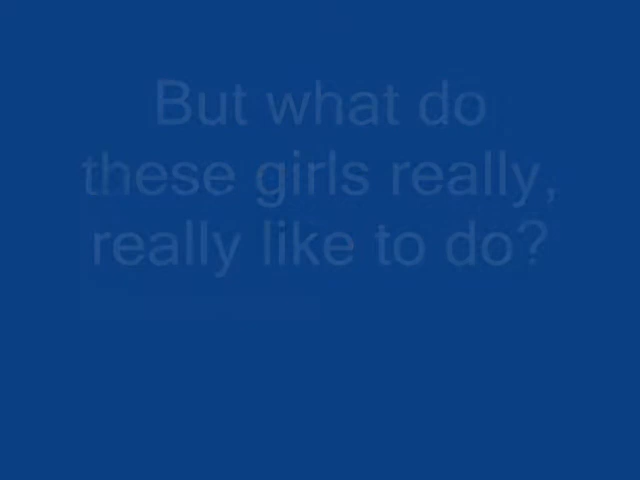 But what do
these girls really,
really like to do?